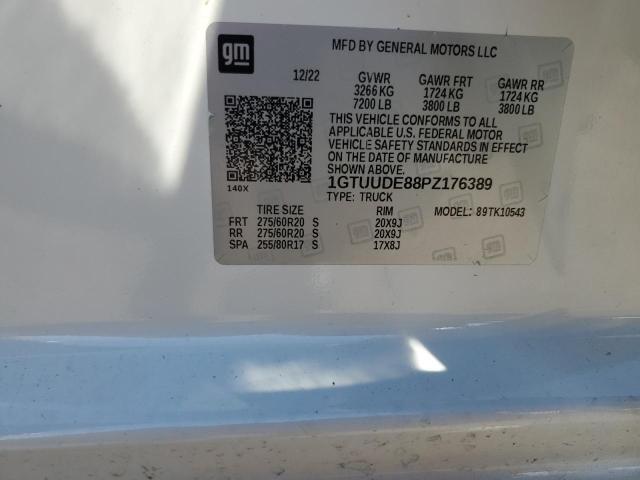 gm
MFD BY GENERAL MOTORS LLC
12/22 GVWR GAWR FRT GAWR RR
3266 KG 1724 KG 1724 KG
7200 LB 3800 LB 3800 LB
THIS VEHICLE CONFORMS TO ALL
APPLICABLE U.S. FEDERAL MOTOR
VEHICLE SAFETY STANDARDS IN EFFECT
ON THE DATE OF MANUFACTURE
SHOWN ABOVE.
140X
1GTUUDE88PZ176389
TYPE: TRUCK
TIRE SIZE RIM MODEL: 89TK10543
FRT 275/60R20 S 20X9J
RR 275/60R20 S 20X9J
SPA 255/80R17 S 17X8J